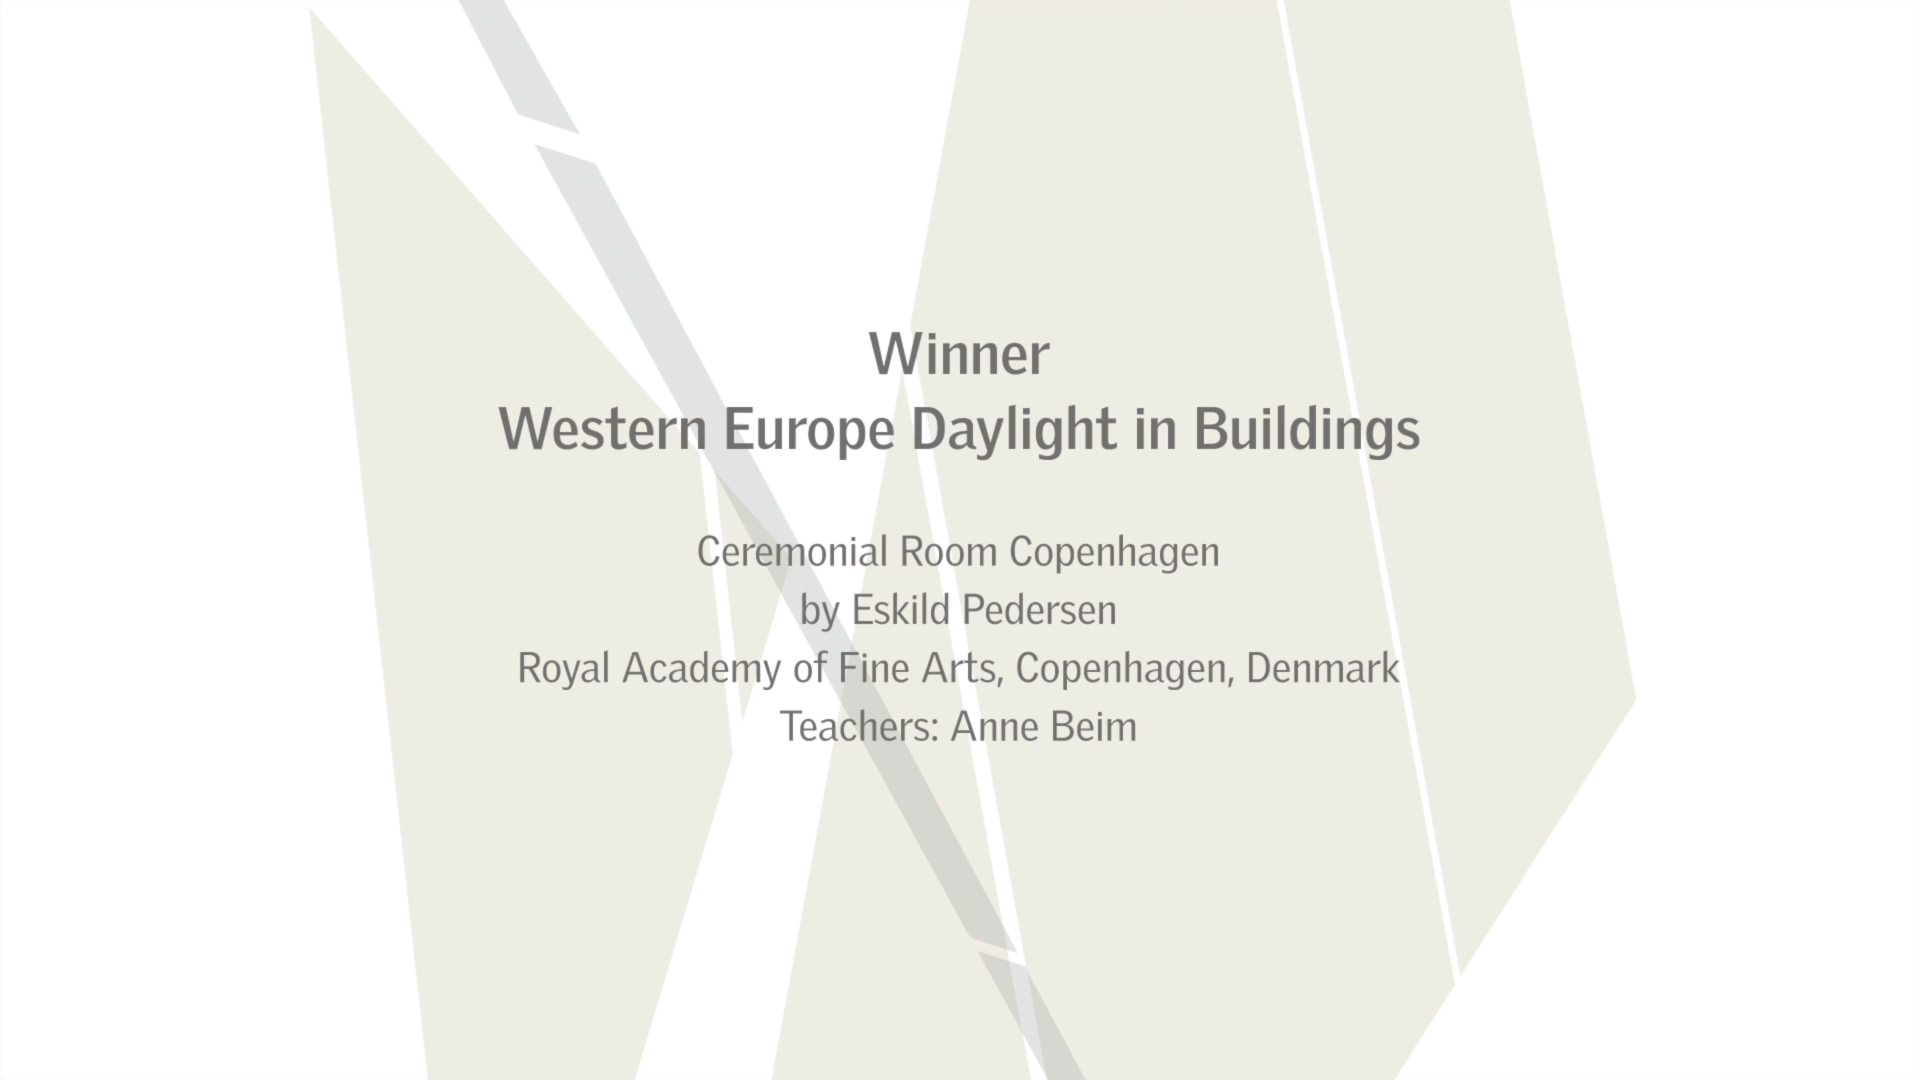 Winner
Western Europe Daylight in Buildings
Ceremonial Room Copenhagen
by Eskild Pedersen
Royal Academy of Fine Arts, Copenhagen, Denmark
Teachers: Anne Beim